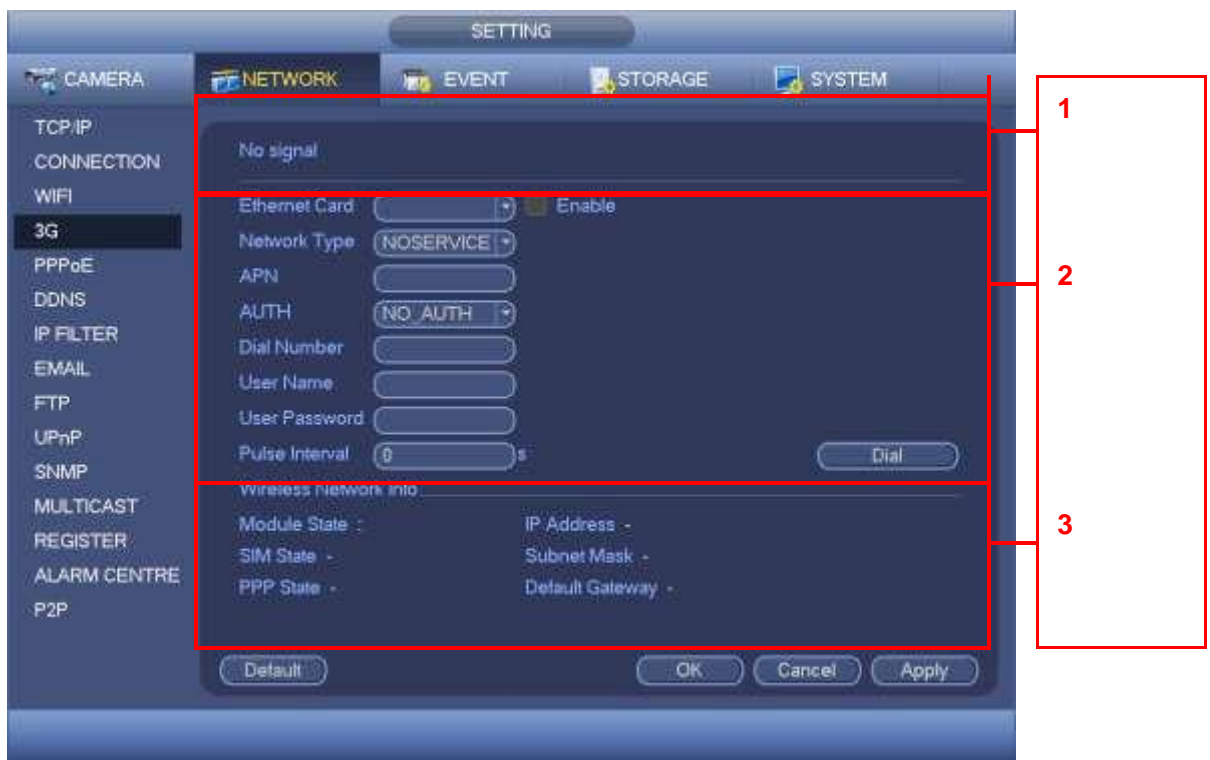 SETTING
CAMERA NETWORK EVENT STORAGE SYSTEM
1
TCP/IP
No signal
CONNECTION
WIFI
Ethernet Card Enable
3G
Network Type NOSERVICE
2
PPPoE
APN
DDNS
AUTH NO_AUTH
IP FILTER
Dial Number
EMAIL
User Name
FTP
User Password
UPnP
Pulse Interval 0 s Dial
SNMP
Wireless Network Info
MULTICAST
Module State : IP Address -
3
REGISTER
SIM State - Subnet Mask -
ALARM CENTRE
PPP State - Default Gateway -
P2P
Default OK Cancel Apply